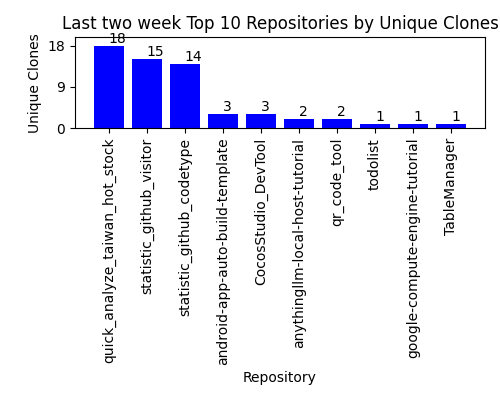 Last two week Top 10 Repositories by Unique Clones
Unique Clones
18
9
0
18
15
14
3
3
2
2
1
1
1
quick_analyze_taiwan_hot_stock
statistic_github_visitor
statistic_github_codetype
android-app-auto-build-template
CocosStudio_DevTool
anythingllm-local-host-tutorial
qr_code_tool
todolist
google-compute-engine-tutorial
TableManager
Repository